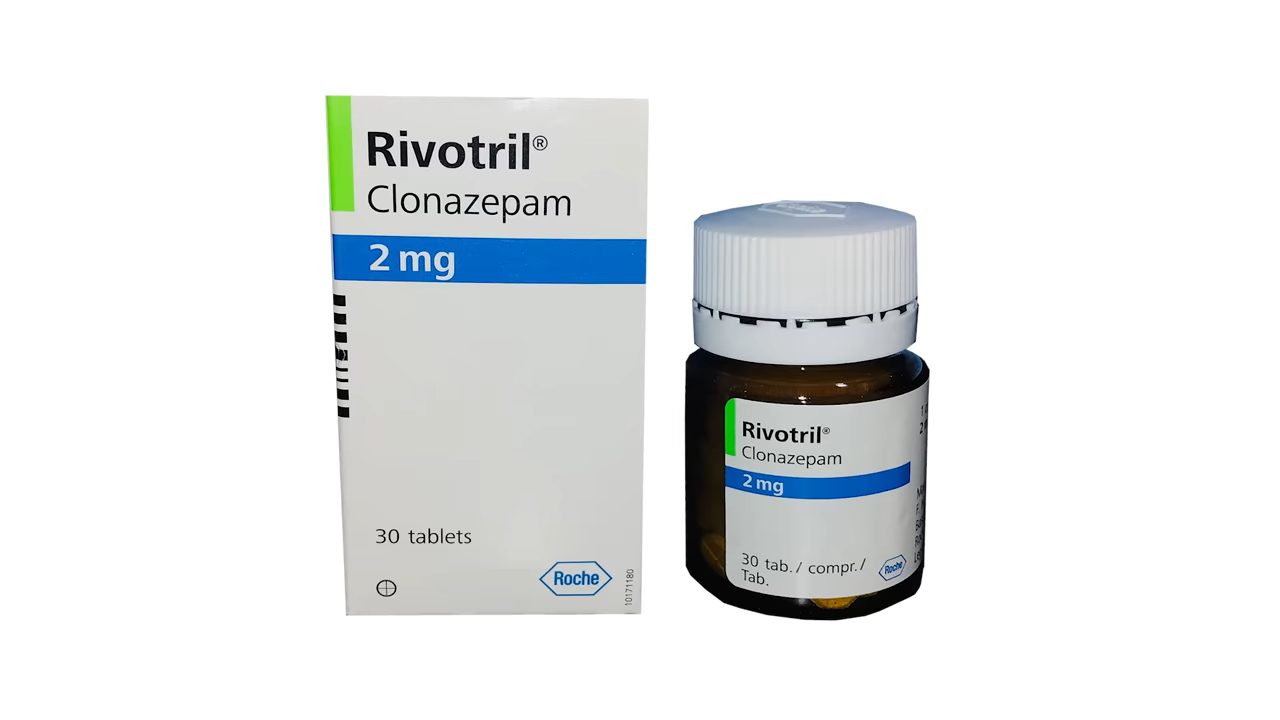 Rivotril®
Clonazepam
2 mg
30 tablets
Roche
10171180
Rivotril®
Clonazepam
2 mg
30 tab. / compr. /
Tab.
Roche